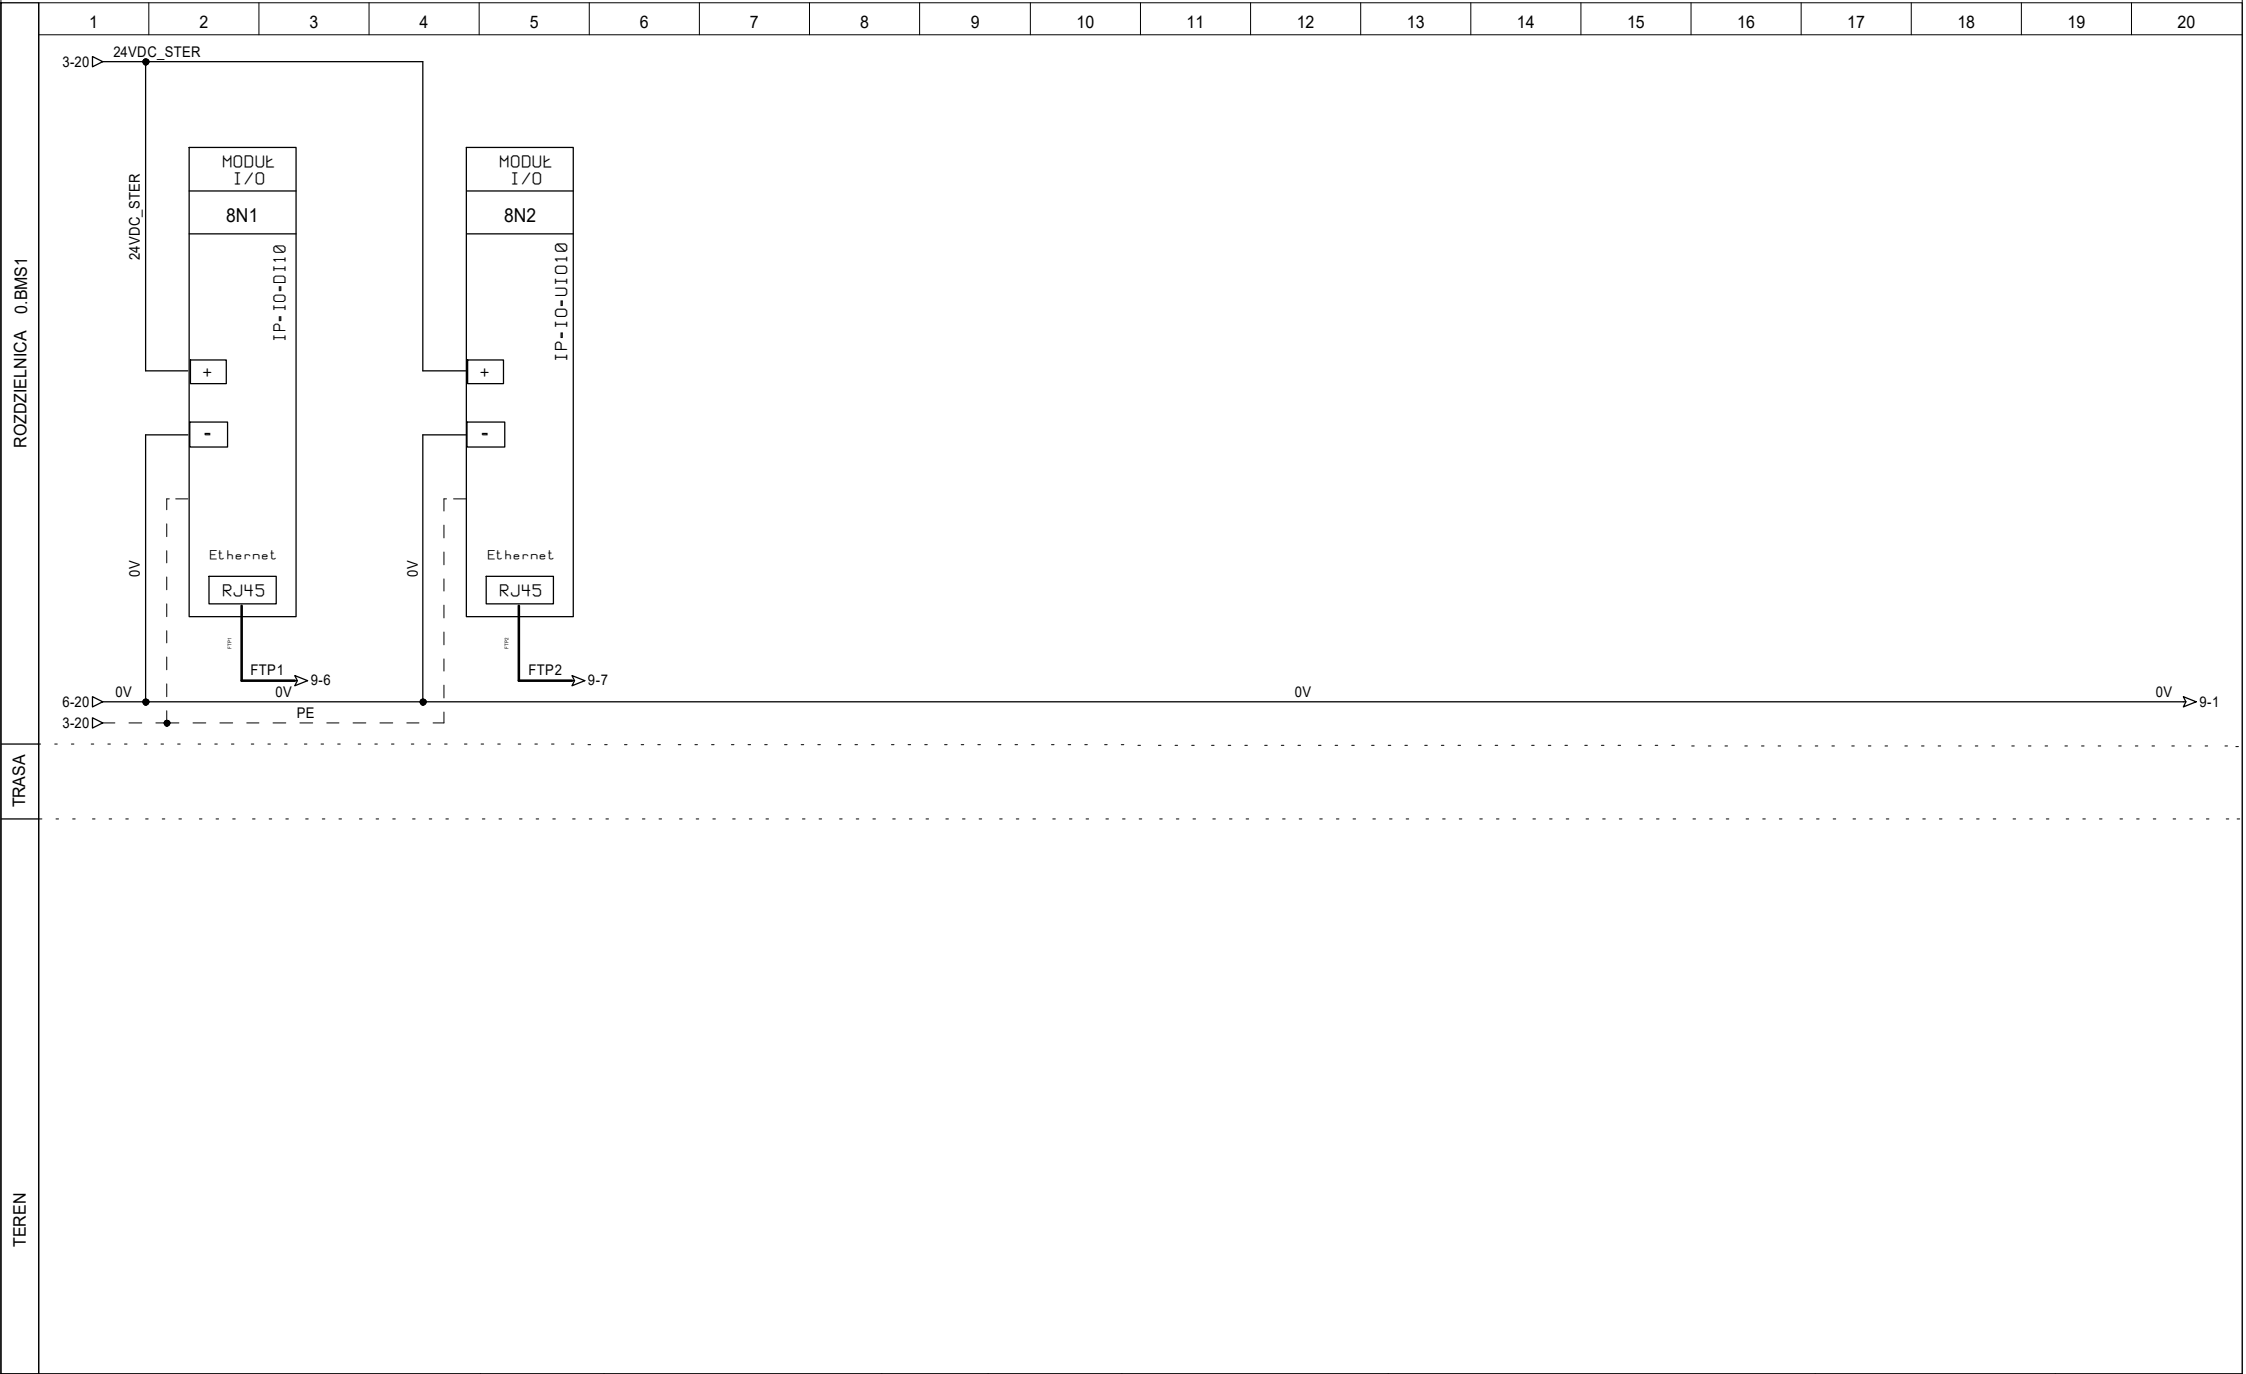 1 2 3 4 5 6 7 8 9 10 11 12 13 14 15 16 17 18 19 20
3-20 24VDC_STER
24VDC_STER
MODUŁ
I/O
8N1
IP-IO-DI10
+
-
0V
Ethernet
RJ45
FTP1
FTP1
9-6
MODUŁ
I/O
8N2
IP-IO-UIO10
+
-
0V
Ethernet
RJ45
FTP2
FTP2
9-7
6-20 0V 0V 0V 0V 9-1
3-20 PE
ROZDZIELNICA 0.BMS1
TRASA
TEREN